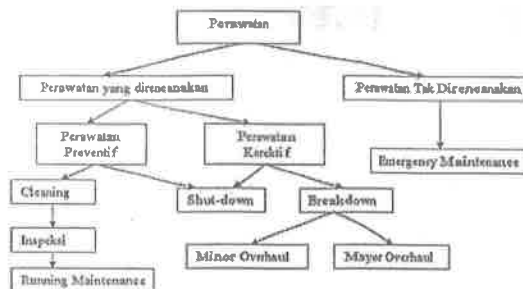 Perawatan
Perawatan yang direncanakan
Perawatan Tak Direncanakan
Perawatan
Preventif
Perawatan
Korektif
Emergency Maintenance
Cleaning
Shut-down
Breakdown
Inspeksi
Minor Overhaul
Mayor Overhaul
Running Maintenance